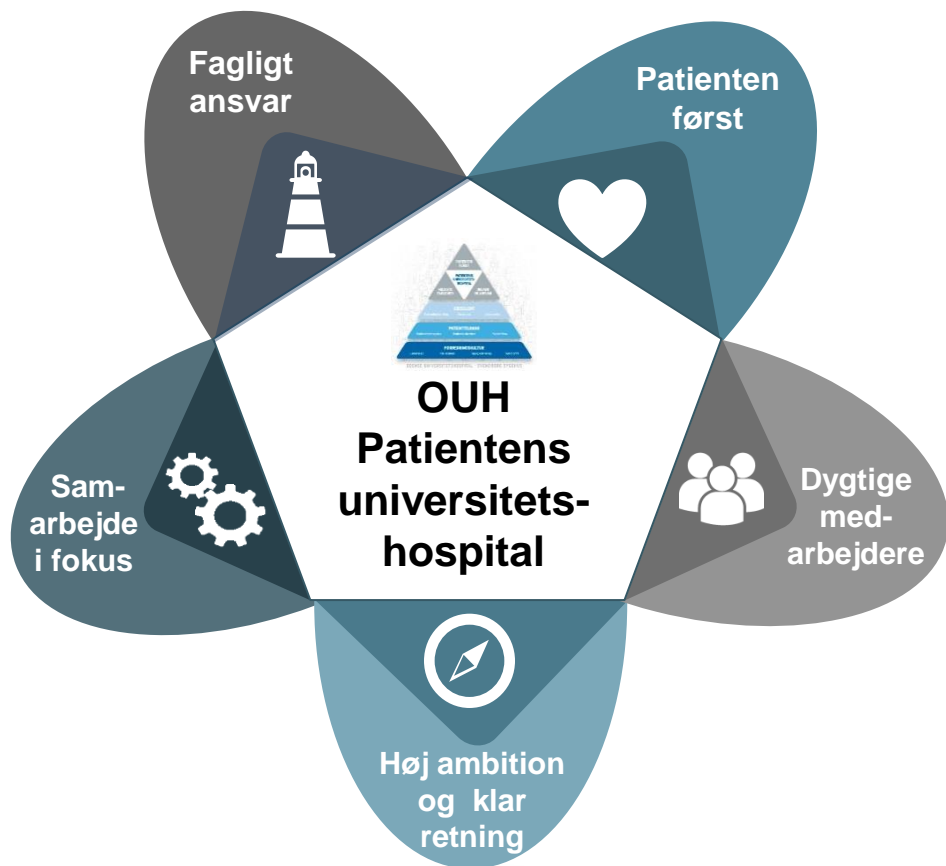 Fagligt
ansvar
Patienten
først
OUH
Patientens
universitets-
hospital
Sam-
arbejde
i fokus
Dygtige
med-
arbejdere
Høj ambition
og klar
retning